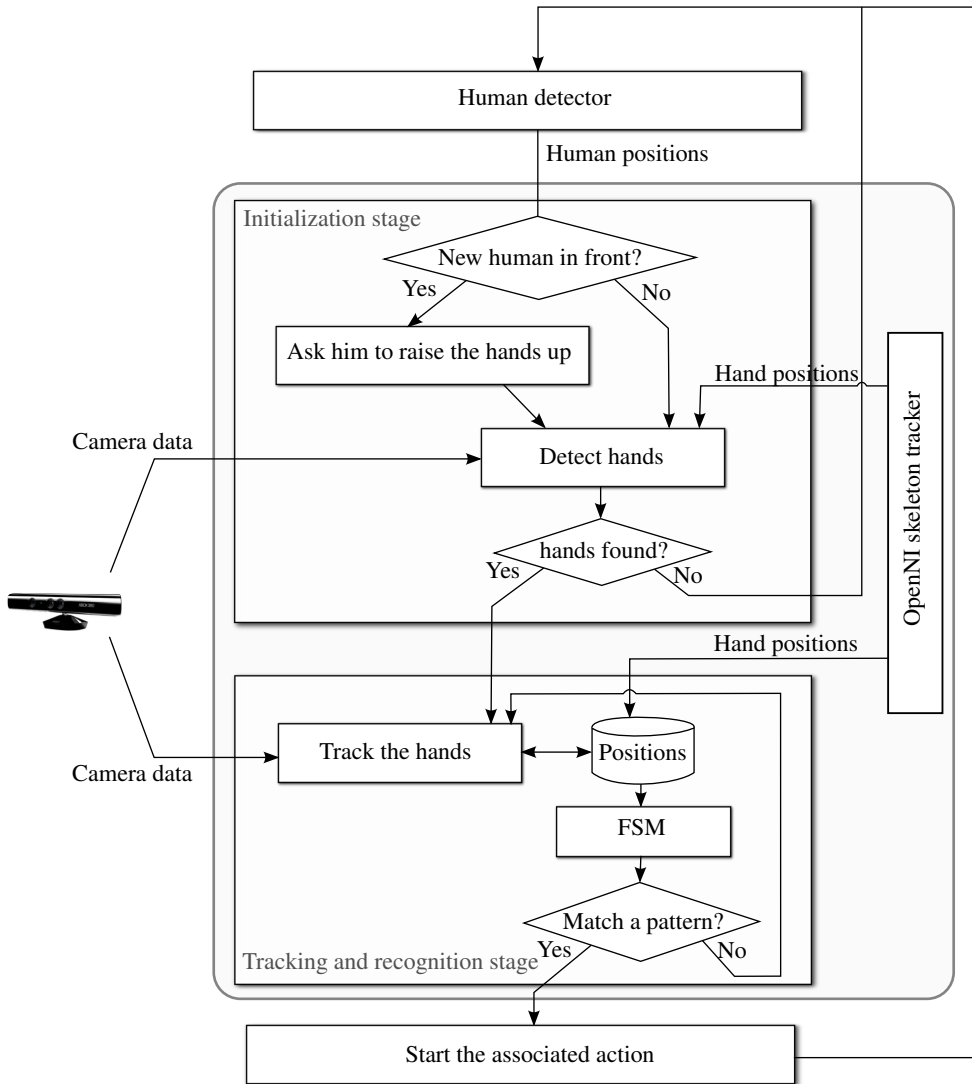 Human detector
Human positions
Initialization stage
New human in front?
Yes
No
Ask him to raise the hands up
Hand positions
Camera data
Detect hands
OpenNI skeleton tracker
hands found?
Yes
No
Hand positions
Track the hands
Positions
Camera data
FSM
Match a pattern?
Yes
No
Tracking and recognition stage
Start the associated action